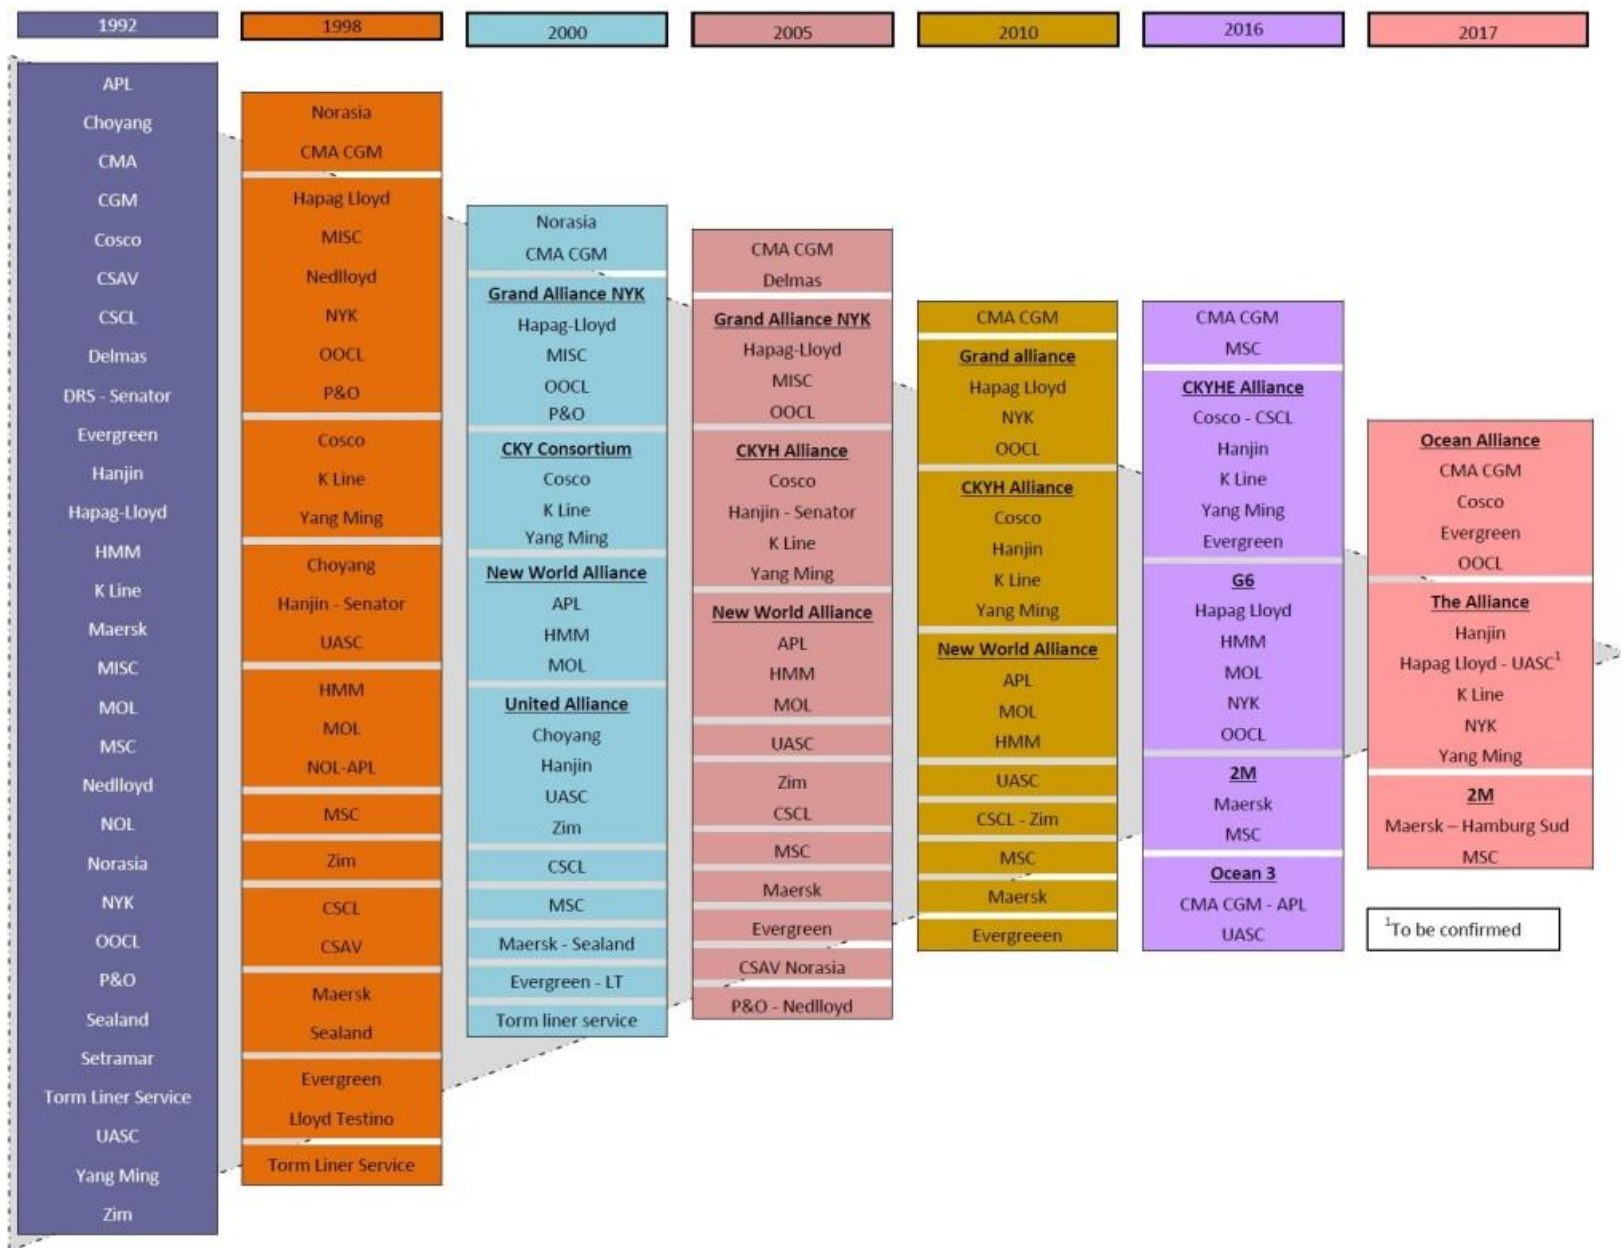 1992
APL
Choyang
CMA
CGM
Cosco
CSAV
CSCL
Delmas
DRS - Senator
Evergreen
Hanjin
Hapag-Lloyd
HMM
K Line
Maersk
MISC
MOL
MSC
Nedlloyd
NOL
Norasia
NYK
OOCL
P&O
Sealand
Setramar
Torm Liner Service
UASC
Yang Ming
Zim
1998
Norasia
CMA CGM
Hapag Lloyd
MISC
Nedlloyd
NYK
OOCL
P&O
Cosco
K Line
Yang Ming
Choyang
Hanjin - Senator
UASC
HMM
MOL
NOL-APL
MSC
Zim
CSCL
CSAV
Maersk
Sealand
Evergreen
Lloyd Testino
Torm Liner Service
2000
Norasia
CMA CGM
Grand Alliance NYK
Hapag-Lloyd
MISC
OOCL
P&O
CKY Consortium
Cosco
K Line
Yang Ming
New World Alliance
APL
HMM
MOL
United Alliance
Choyang
Hanjin
UASC
Zim
CSCL
MSC
Maersk - Sealand
Evergreen - LT
Torm liner service
2005
CMA CGM
Delmas
Grand Alliance NYK
Hapag-Lloyd
MISC
OOCL
CKYH Alliance
Cosco
Hanjin - Senator
K Line
Yang Ming
New World Alliance
APL
HMM
MOL
UASC
Zim
CSCL
MSC
Maersk
Evergreen
CSAV Norasia
P&O - Nedlloyd
2010
CMA CGM
Grand alliance
Hapag Lloyd
NYK
OOCL
CKYH Alliance
Cosco
Hanjin
K Line
Yang Ming
New World Alliance
APL
MOL
HMM
UASC
CSCL - Zim
MSC
Maersk
Evergreeen
2016
CMA CGM
MSC
CKYHE Alliance
Cosco - CSCL
Hanjin
K Line
Yang Ming
Evergreen
G6
Hapag Lloyd
HMM
MOL
NYK
OOCL
2M
Maersk
MSC
Ocean 3
CMA CGM - APL
UASC
2017
Ocean Alliance
CMA CGM
Cosco
Evergreen
OOCL
The Alliance
Hanjin
Hapag Lloyd - UASC¹
K Line
NYK
Yang Ming
2M
Maersk – Hamburg Sud
MSC
¹To be confirmed